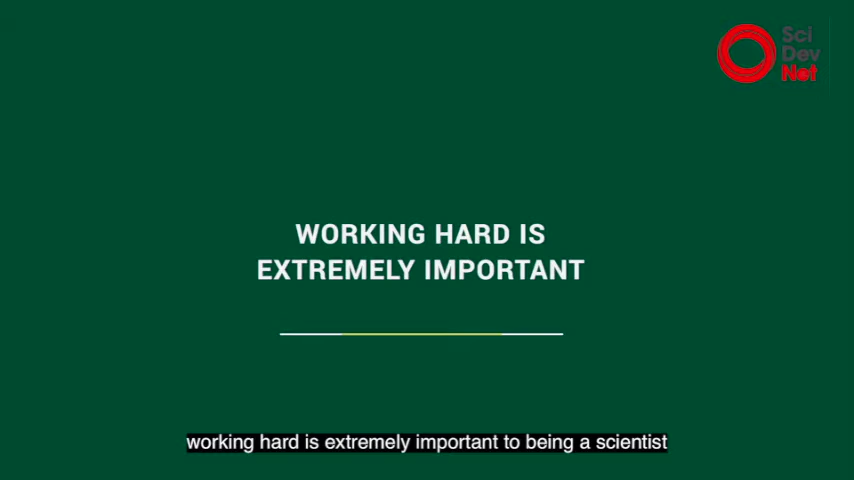 Sci
Dev
Net
WORKING HARD IS
EXTREMELY IMPORTANT
working hard is extremely important to being a scientist